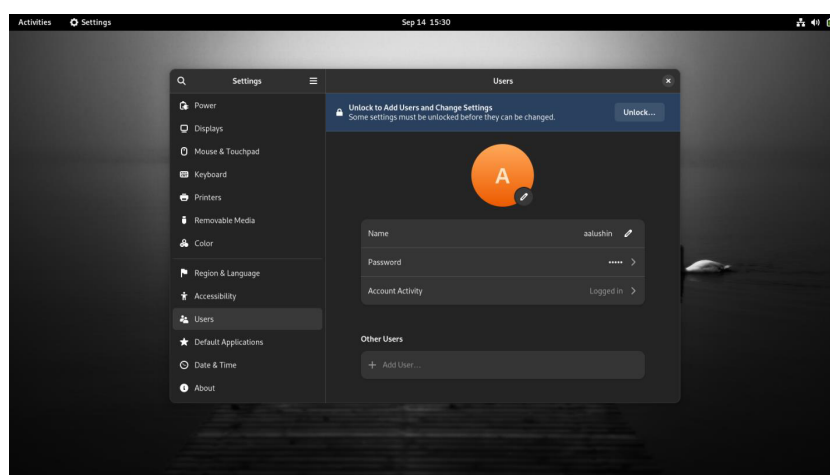 Activities Settings Sep 14 15:30
Settings Users
Unlock to Add Users and Change Settings
Some settings must be unlocked before they can be changed.
Unlock...
Power
Displays
Mouse & Touchpad
Keyboard
Printers
Removable Media
Color
Region & Language
Accessibility
Users
Default Applications
Date & Time
About
A
Name aalushin
Password •••••
Account Activity Logged in
Other Users
+ Add User...